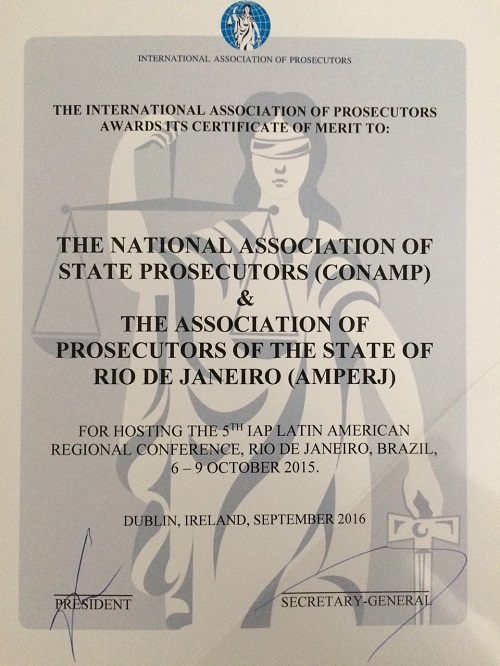 INTERNATIONAL ASSOCIATION OF PROSECUTORS
THE INTERNATIONAL ASSOCIATION OF PROSECUTORS
AWARDS ITS CERTIFICATE OF MERIT TO:
THE NATIONAL ASSOCIATION OF
STATE PROSECUTORS (CONAMP)
&
THE ASSOCIATION OF
PROSECUTORS OF THE STATE OF
RIO DE JANEIRO (AMPERJ)
FOR HOSTING THE 5TH IAP LATIN AMERICAN
REGIONAL CONFERENCE, RIO DE JANEIRO, BRAZIL,
6 – 9 OCTOBER 2015.
DUBLIN, IRELAND, SEPTEMBER 2016
PRESIDENT
SECRETARY-GENERAL